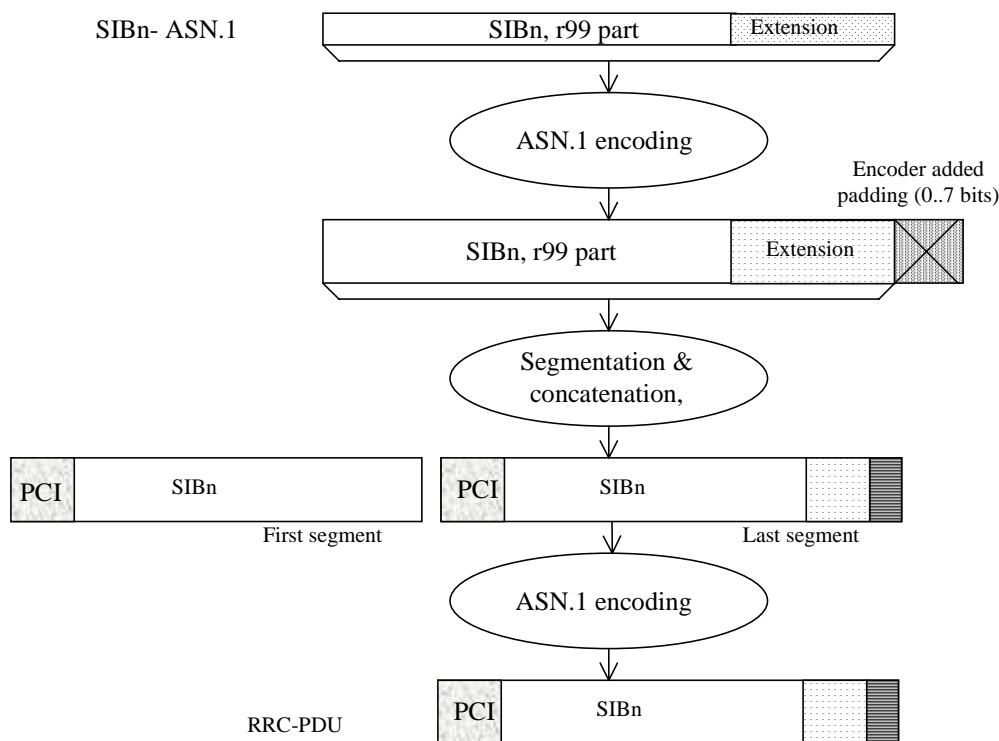 SIBn- ASN.1
SIBn, r99 part
Extension
ASN.1 encoding
Encoder added
padding (0..7 bits)
SIBn, r99 part
Extension
Segmentation &
concatenation,
PCI
SIBn
PCI
SIBn
First segment
Last segment
ASN.1 encoding
PCI
SIBn
RRC-PDU